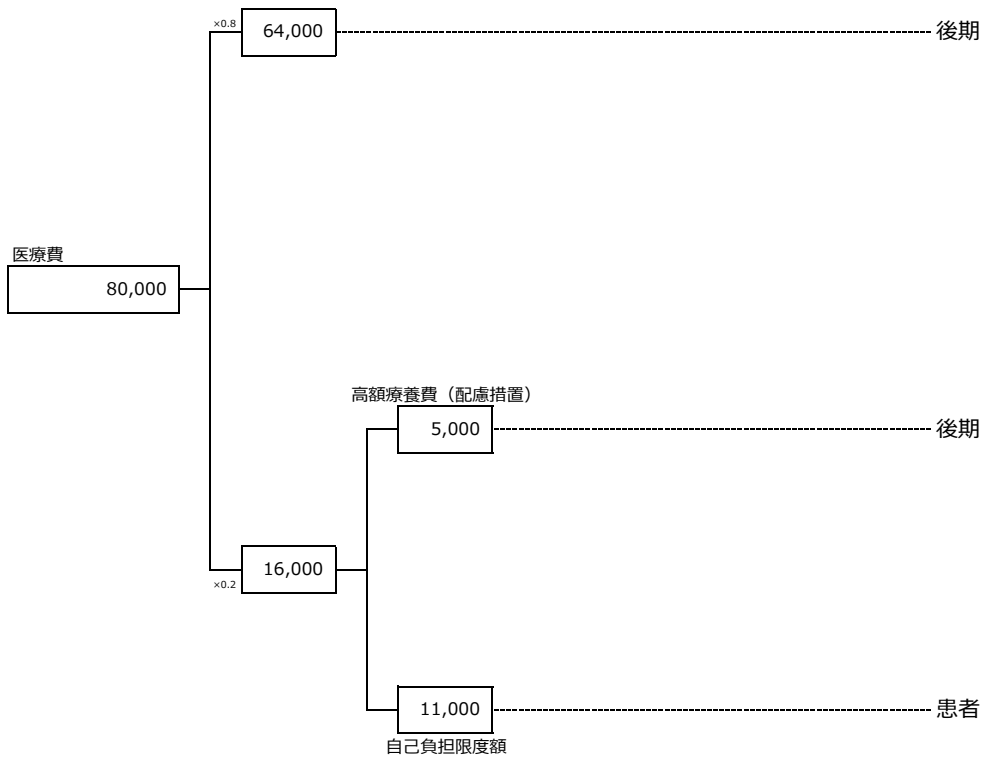 ×0.8
64,000
後期
医療費
80,000
高額療養費（配慮措置）
5,000
後期
16,000
×0.2
11,000
患者
自己負担限度額